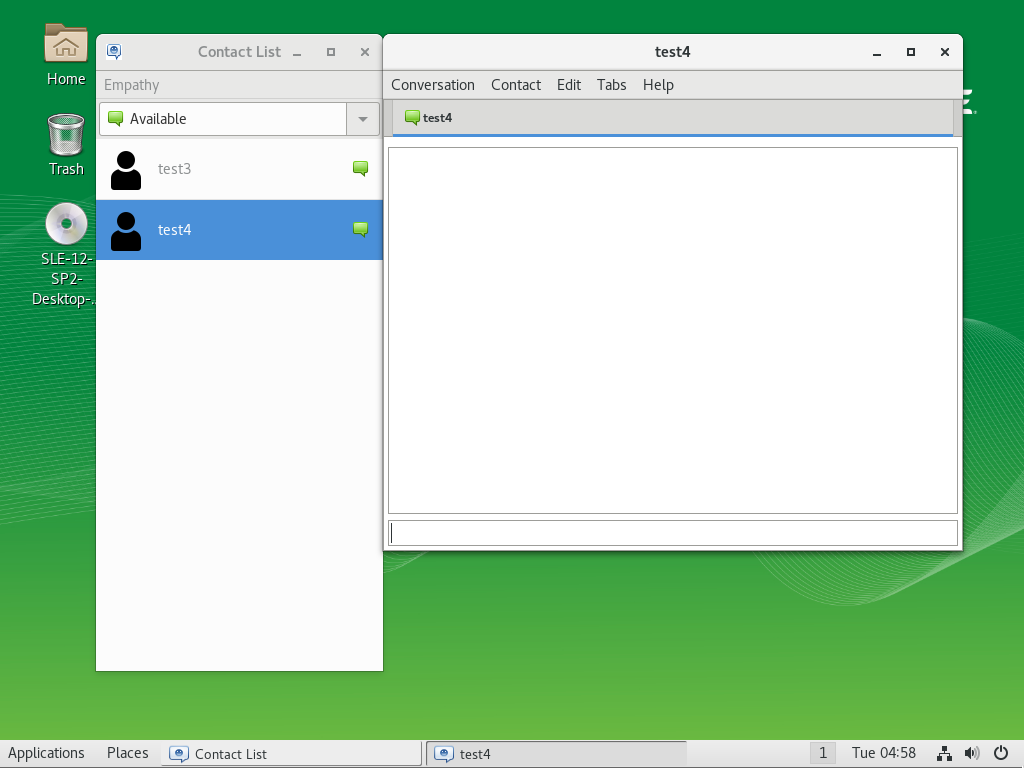 Home
Trash
SLE-12-
SP2-
Desktop-..
Contact List
Empathy
Available
test3
test4
test4
Conversation Contact Edit Tabs Help
test4
E.
Applications Places Contact List test4 1 Tue 04:58